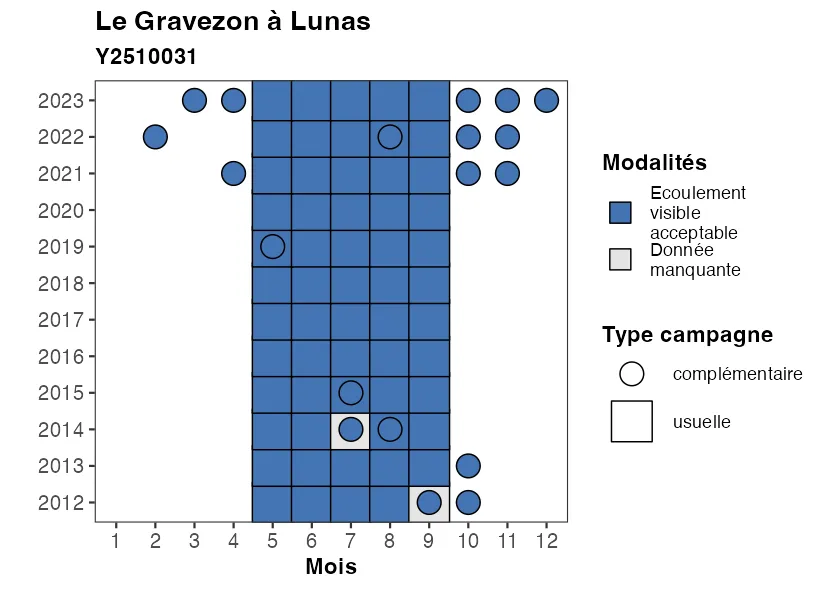 Le Gravezon à Lunas
Y2510031
2023
2022
2021
2020
2019
2018
2017
2016
2015
2014
2013
2012
1 2 3 4 5 6 7 8 9 10 11 12
Mois
Modalités
Ecoulement
visible
acceptable
Donnée
manquante
Type campagne
complémentaire
usuelle